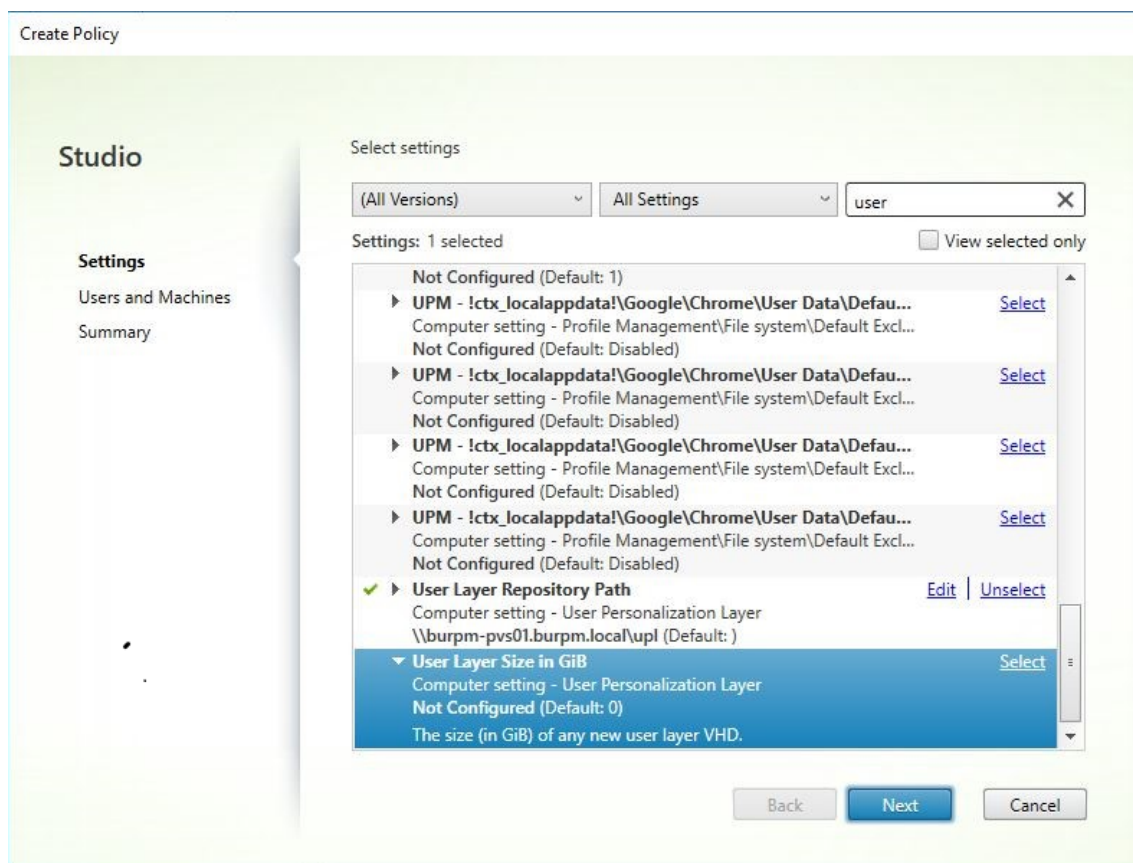 Create Policy
Studio
Settings
Users and Machines
Summary
Select settings
(All Versions) All Settings user
Settings: 1 selected View selected only
Not Configured (Default: 1)
UPM - !ctx_localappdata!\Google\Chrome\User Data\Defau... Select
Computer setting - Profile Management\File system\Default Excl...
Not Configured (Default: Disabled)
UPM - !ctx_localappdata!\Google\Chrome\User Data\Defau... Select
Computer setting - Profile Management\File system\Default Excl...
Not Configured (Default: Disabled)
UPM - !ctx_localappdata!\Google\Chrome\User Data\Defau... Select
Computer setting - Profile Management\File system\Default Excl...
Not Configured (Default: Disabled)
UPM - !ctx_localappdata!\Google\Chrome\User Data\Defau... Select
Computer setting - Profile Management\File system\Default Excl...
Not Configured (Default: Disabled)
User Layer Repository Path Edit | Unselect
Computer setting - User Personalization Layer
\\burpm-pvs01.burpm.local\upl (Default: )
User Layer Size in GiB Select
Computer setting - User Personalization Layer
Not Configured (Default: 0)
The size (in GiB) of any new user layer VHD.
Back Next Cancel